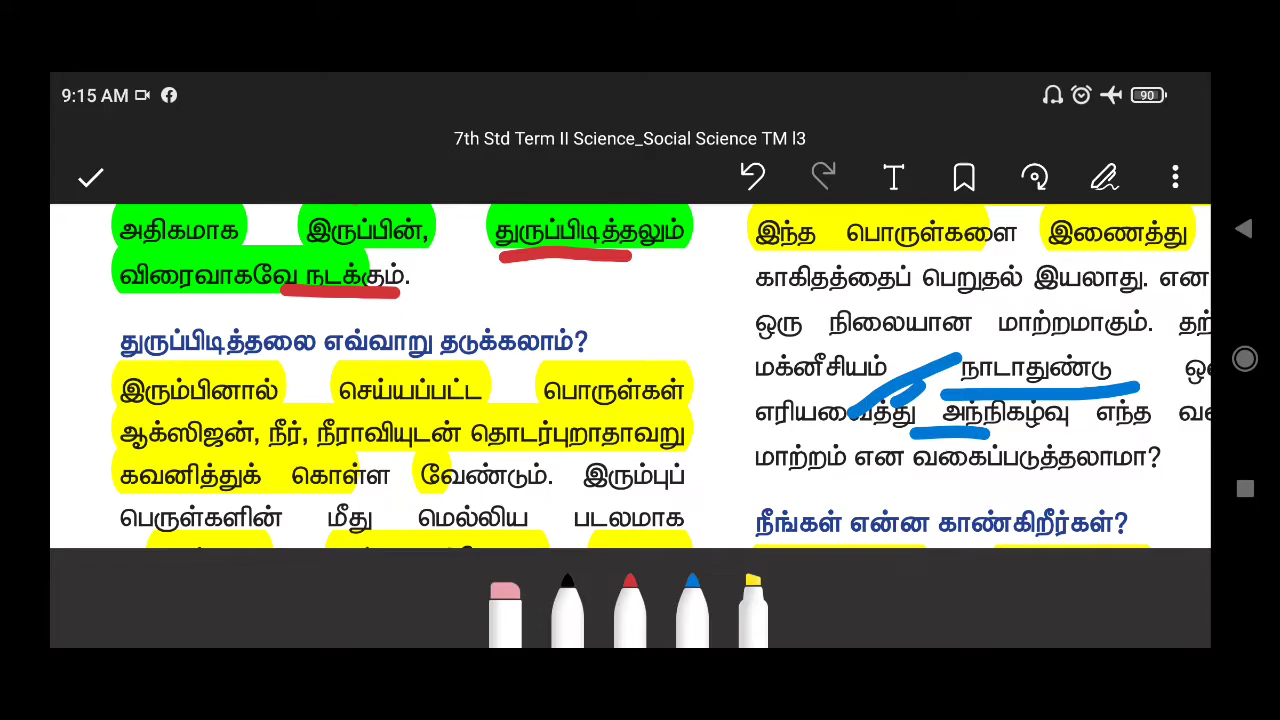 9:15 AM
90
7th Std Term II Science_Social Science TM l3
T
அதிகமாக இருப்பின், துருப்பிடித்தலும்
விரைவாகவே நடக்கும்.
துருப்பிடித்தலை எவ்வாறு தடுக்கலாம்?
இரும்பினால் செய்யப்பட்ட பொருள்கள்
ஆக்ஸிஜன், நீர், நீராவியுடன் தொடர்புறாதாவறு
கவனித்துக் கொள்ள வேண்டும். இரும்புப்
பெருள்களின் மீது மெல்லிய படலமாக
இந்த பொருள்களை இணைத்து
காகிதத்தைப் பெறுதல் இயலாது. என
ஒரு நிலையான மாற்றமாகும்.
மக்னீசியம் நாடாதுண்டு
எரியவைத்து அந்நிகழ்வு எந்த
மாற்றம் என வகைப்படுத்தலாமா?
நீங்கள் என்ன காண்கிறீர்கள்?